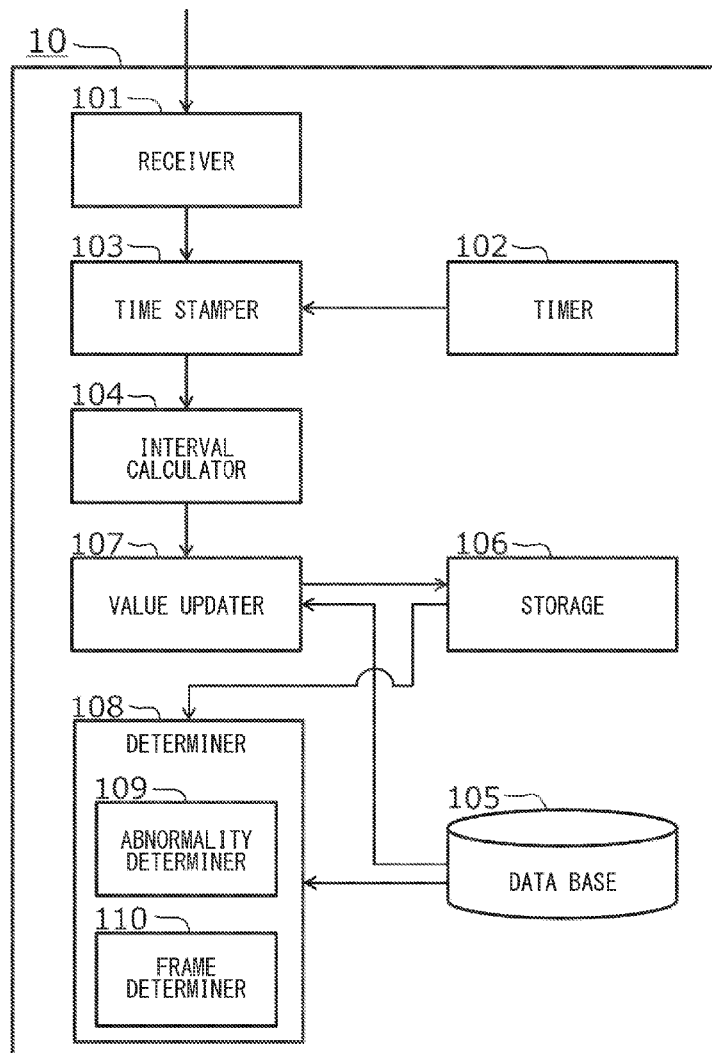 10
101
RECEIVER
103
TIME STAMPER
102
TIMER
104
INTERVAL
CALCULATOR
107
VALUE UPDATER
106
STORAGE
108
DETERMINER
109
ABNORMALITY
DETERMINER
110
FRAME
DETERMINER
105
DATA BASE